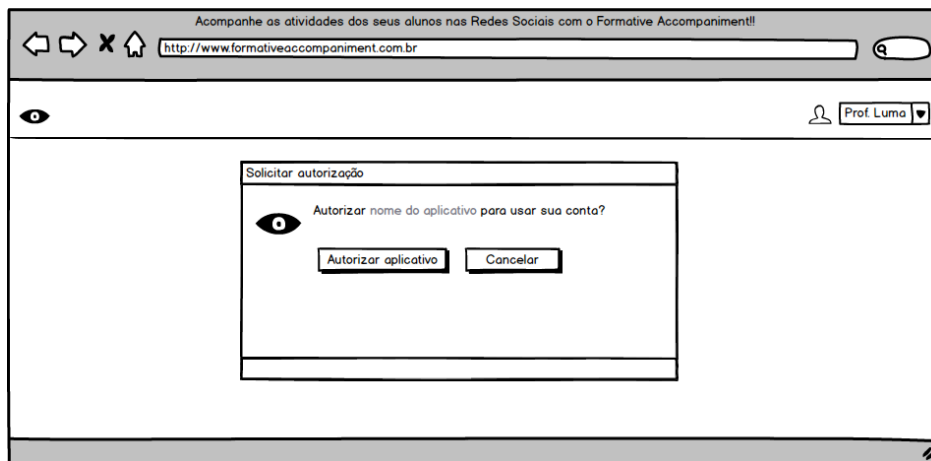 Acompanhe as atividades dos seus alunos nas Redes Sociais com o Formative Accompaniment!!
http://www.formativeaccompaniment.com.br
Prof. Luma
Solicitar autorização
Autorizar nome do aplicativo para usar sua conta?
Autorizar aplicativo
Cancelar